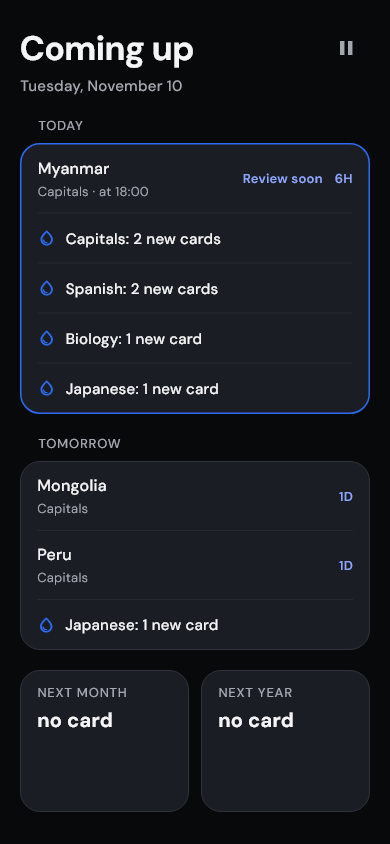 Coming up
Tuesday, November 10
TODAY
Myanmar
Capitals · at 18:00
Review soon 6H
Capitals: 2 new cards
Spanish: 2 new cards
Biology: 1 new card
Japanese: 1 new card
TOMORROW
Mongolia
Capitals
1D
Peru
Capitals
1D
Japanese: 1 new card
NEXT MONTH
no card
NEXT YEAR
no card